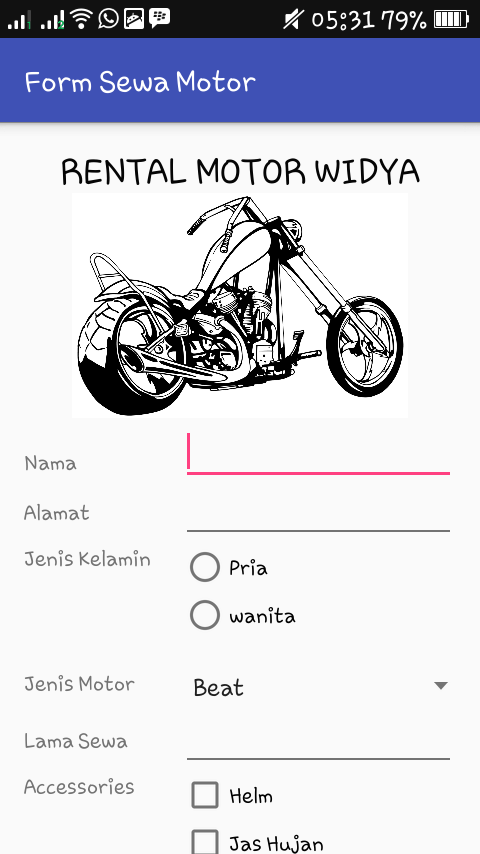 05:31 79%
Form Sewa Motor
RENTAL MOTOR WIDYA
Nama
Alamat
Jenis Kelamin
Pria
wanita
Jenis Motor
Beat
Lama Sewa
Accessories
Helm
Jas Hujan